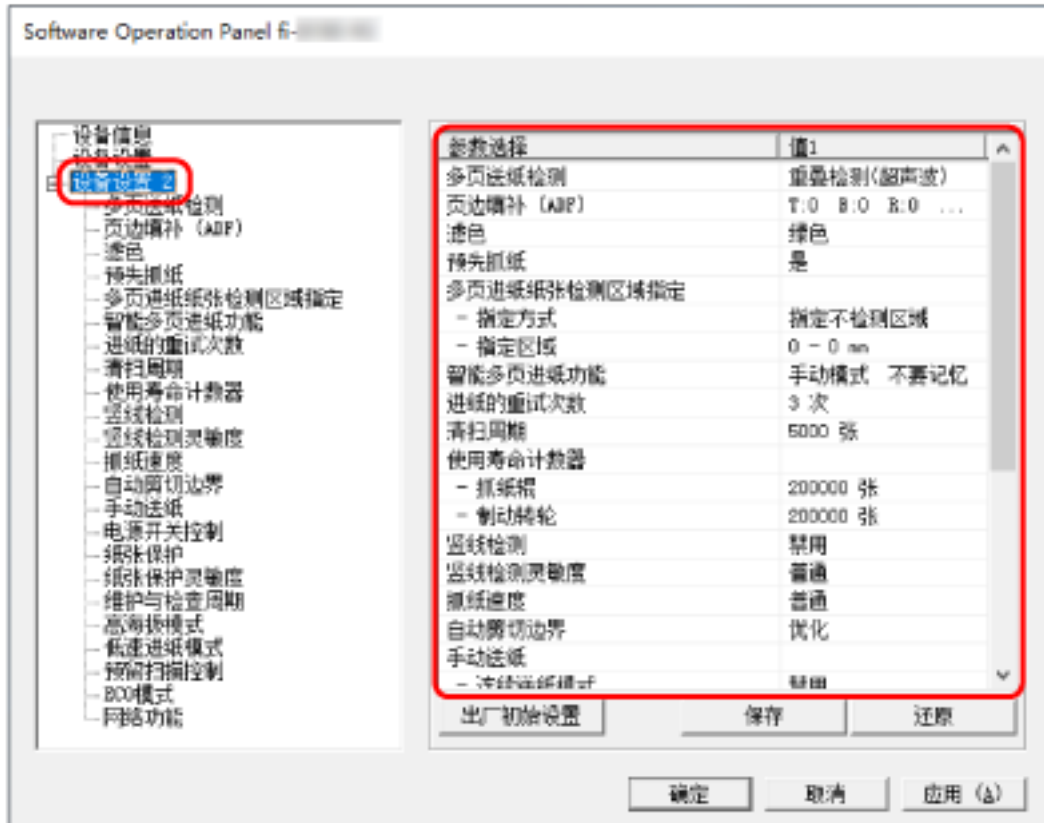 Software Operation Panel fi-
设备信息
设备设置
设备设置 2
多页送纸检测
页边填补 (ADF)
滤色
预先抓纸
多页进纸纸张检测区域指定
智能多页进纸功能
进纸的重试次数
清扫周期
使用寿命计数器
竖线检测
竖线检测灵敏度
抓纸速度
自动剪切边界
手动送纸
电源开关控制
纸张保护
纸张保护灵敏度
维护与检查周期
高海拔模式
低速进纸模式
预留扫描控制
ECO模式
网络功能
参数选择 值1
多页送纸检测 重叠检测(超声波)
页边填补 (ADF) T:0 B:0 R:0 ...
滤色 绿色
预先抓纸 是
多页进纸纸张检测区域指定
- 指定方式 指定不检测区域
- 指定区域 0 - 0 mm
智能多页进纸功能 手动模式 不要记忆
进纸的重试次数 3 次
清扫周期 5000 张
使用寿命计数器
- 抓纸辊 200000 张
- 制动转轮 200000 张
竖线检测 禁用
竖线检测灵敏度 普通
抓纸速度 普通
自动剪切边界 优化
手动送纸
- 连续送纸模式 禁用
出厂初始设置 保存 还原
确定 取消 应用 (A)